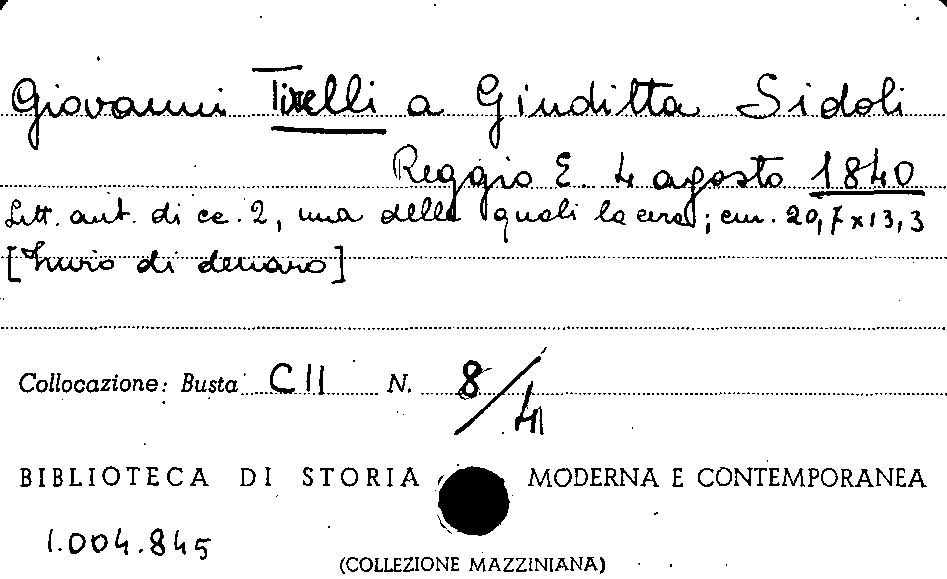 Giovanni Tirelli a Giuditta Sidoli
Reggio E. 4 agosto 1840
Lett. aut. di cc. 2, una delle quali lacera; cm. 20,7 x 13,3
[Invio di denaro]
Collocazione: Busta CII N. 8/41
BIBLIOTECA DI STORIA MODERNA E CONTEMPORANEA
1.004.845
(COLLEZIONE MAZZINIANA)